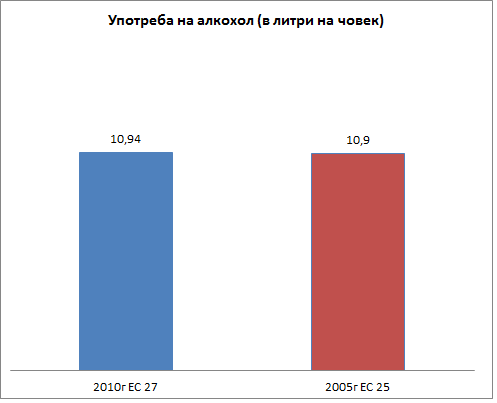 Употреба на алкохол (в литри на човек)
10,94
10,9
2010г ЕС 27
2005г ЕС 25